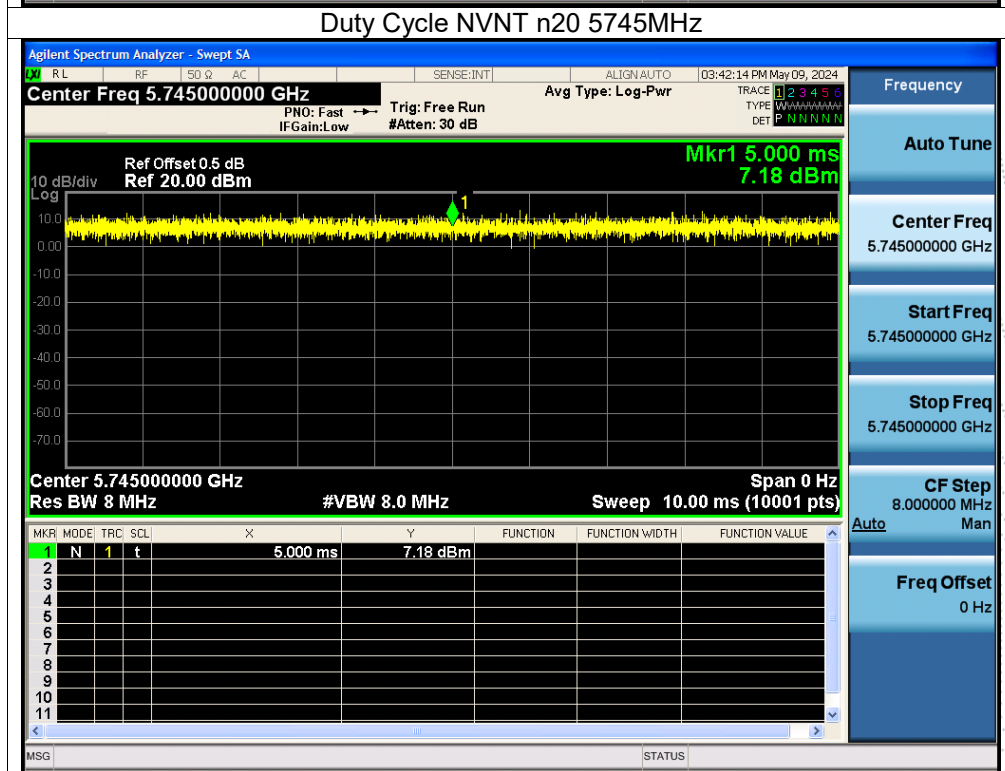 Duty Cycle NVNT n20 5745MHz
Agilent Spectrum Analyzer - Swept SA
LXI RL RF 50 Ω AC SENSE:INT ALIGN AUTO 03:42:14 PM May 09, 2024
Center Freq 5.745000000 GHz
PNO: Fast
IFGain:Low
Trig: Free Run
#Atten: 30 dB
Avg Type: Log-Pwr
TRACE 1 2 3 4 5 6
TYPE
DET P N N N N N
Frequency
Auto Tune
Center Freq
5.745000000 GHz
Start Freq
5.745000000 GHz
Stop Freq
5.745000000 GHz
CF Step
8.000000 MHz
Auto Man
Freq Offset
0 Hz
Mkr1 5.000 ms
7.18 dBm
Ref Offset 0.5 dB
10 dB/div Ref 20.00 dBm
Log
1
10.0
0.00
-10.0
-20.0
-30.0
-40.0
-50.0
-60.0
-70.0
Center 5.745000000 GHz Span 0 Hz
Res BW 8 MHz #VBW 8.0 MHz Sweep 10.00 ms (10001 pts)
MKR MODE TRC SCL X Y FUNCTION FUNCTION WIDTH FUNCTION VALUE
1 N 1 t 5.000 ms 7.18 dBm
2
3
4
5
6
7
8
9
10
11
MSG STATUS